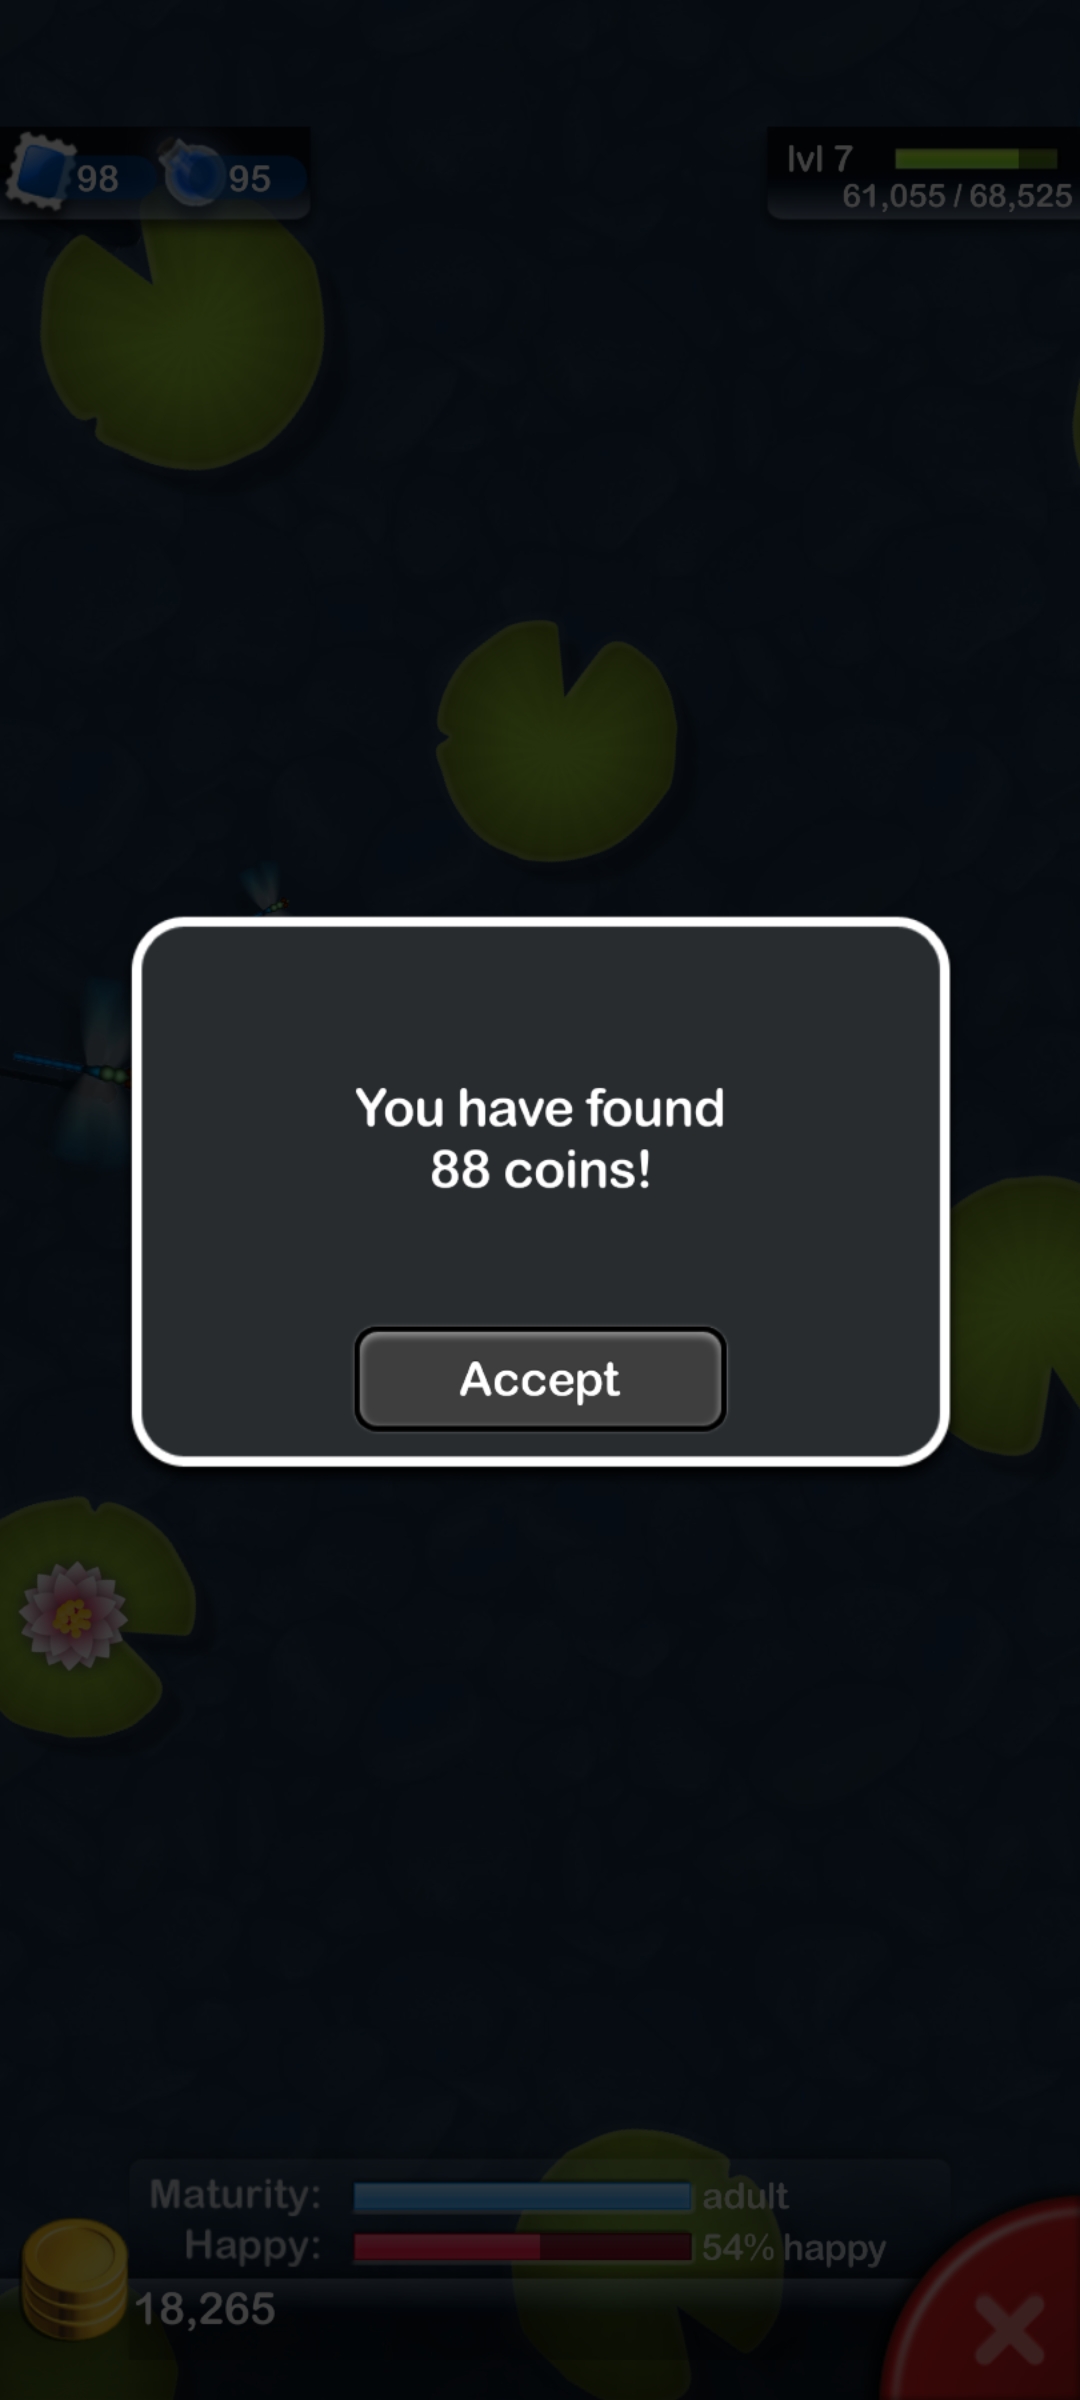 98 95
lvl 7
61,055 / 68,525
You have found
88 coins!
Accept
Maturity: adult
Happy: 54% happy
18,265